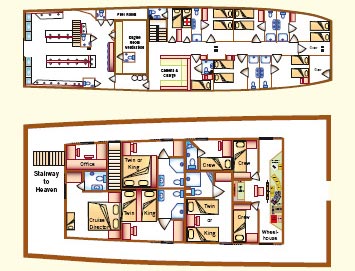 Peel Room
Engine
Room
Ventilation
Camera &
Charge
Crew
Crew
Stairway
to
Heaven
Office
Twin or
King
Crew
Crew
Cruise
Director
Twin
King
Twin
or
King
Crew
Wheel-
house